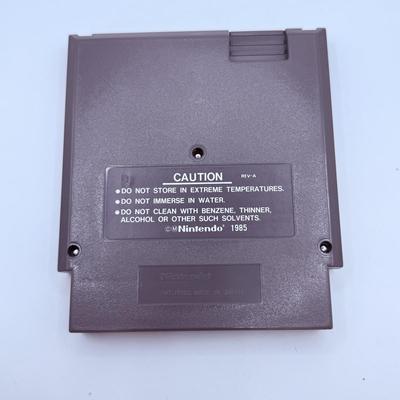 CAUTION REV-A
●DO NOT STORE IN EXTREME TEMPERATURES.
●DO NOT IMMERSE IN WATER.
●DO NOT CLEAN WITH BENZENE, THINNER,
ALCOHOL OR OTHER SUCH SOLVENTS.
©Nintendo® 1985
Nintendo